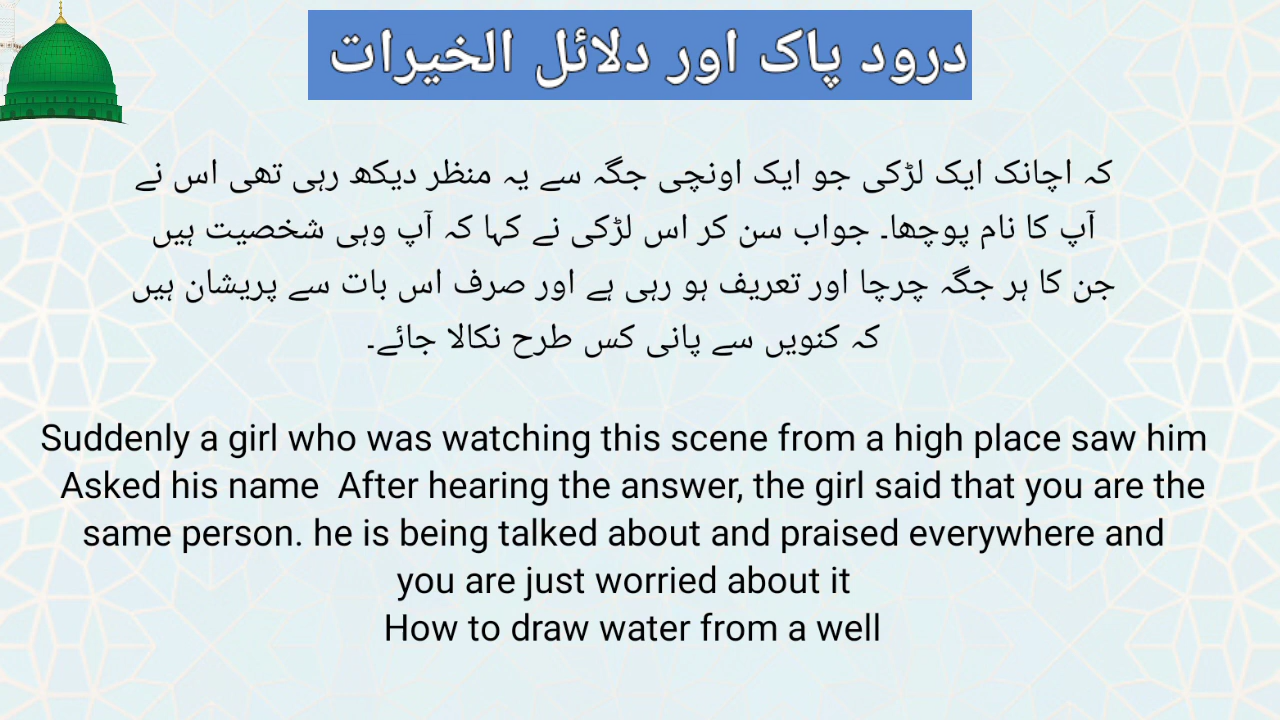 درود پاک اور دلائل الخیرات
کہ اچانک ایک لڑکی جو ایک اونچی جگہ سے یہ منظر دیکھ رہی تھی اس نے
آپ کا نام پوچھا۔ جواب سن کر اس لڑکی نے کہا کہ آپ وہی شخصیت ہیں
جن کا ہر جگہ چرچا اور تعریف ہو رہی ہے اور صرف اس بات سے پریشان ہیں
کہ کنویں سے پانی کس طرح نکالا جائے۔
Suddenly a girl who was watching this scene from a high place saw him
Asked his name  After hearing the answer, the girl said that you are the
same person. he is being talked about and praised everywhere and
you are just worried about it
How to draw water from a well